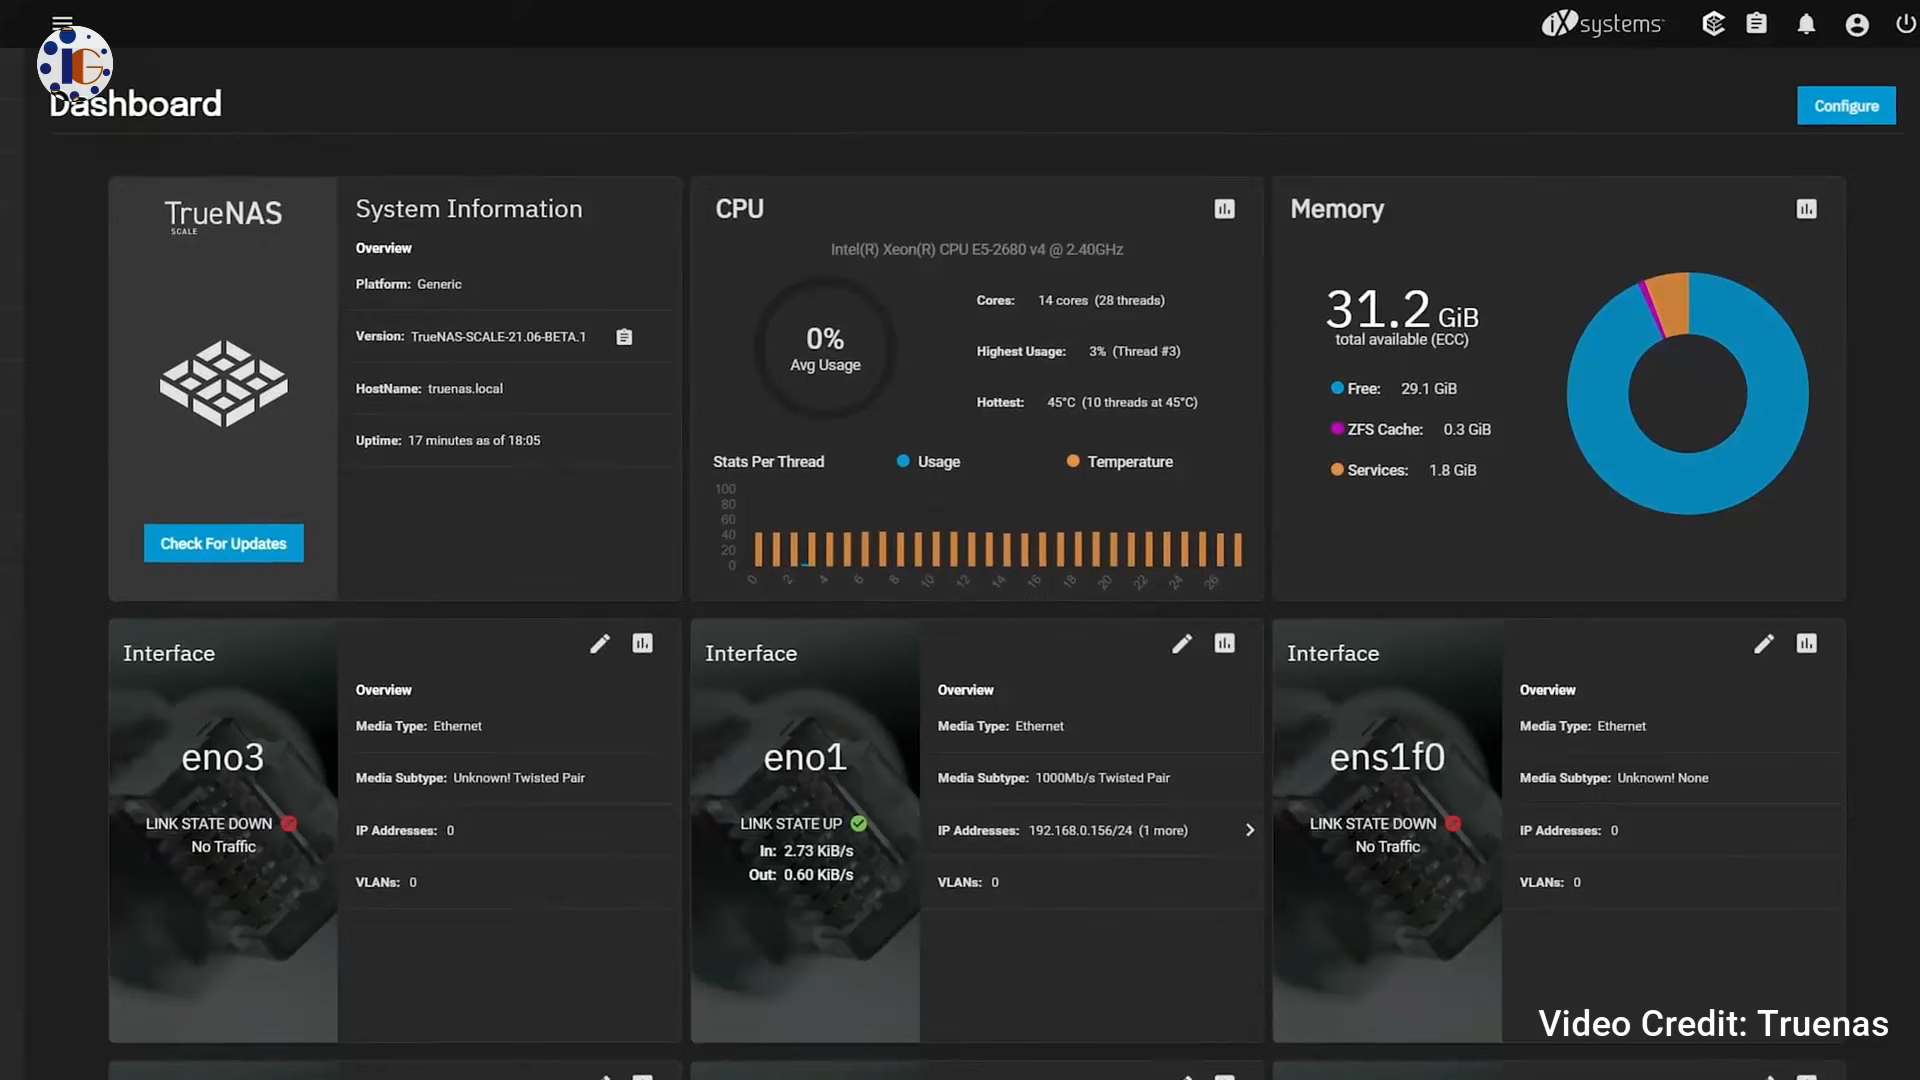 iXsystems
IG
Dashboard
Configure
TrueNAS
SCALE
System Information
Overview
Platform: Generic
Version: TrueNAS-SCALE-21.06-BETA.1
HostName: truenas.local
Uptime: 17 minutes as of 18:05
Check For Updates
CPU
Intel(R) Xeon(R) CPU E5-2680 v4 @ 2.40GHz
0%
Avg Usage
Cores: 14 cores (28 threads)
Highest Usage: 3% (Thread #3)
Hottest: 45°C (10 threads at 45°C)
Stats Per Thread
Usage
Temperature
100
80
60
40
20
0
0 2 4 6 8 10 12 14 16 18 20 22 24 26
Memory
31.2 GiB
total available (ECC)
Free: 29.1 GiB
ZFS Cache: 0.3 GiB
Services: 1.8 GiB
Interface
eno3
LINK STATE DOWN
No Traffic
Overview
Media Type: Ethernet
Media Subtype: Unknown! Twisted Pair
IP Addresses: 0
VLANs: 0
Interface
eno1
LINK STATE UP
In: 2.73 KiB/s
Out: 0.60 KiB/s
Overview
Media Type: Ethernet
Media Subtype: 1000Mb/s Twisted Pair
IP Addresses: 192.168.0.156/24 (1 more)
VLANs: 0
Interface
ens1f0
LINK STATE DOWN
No Traffic
Overview
Media Type: Ethernet
Media Subtype: Unknown! None
IP Addresses: 0
VLANs: 0
Video Credit: Truenas